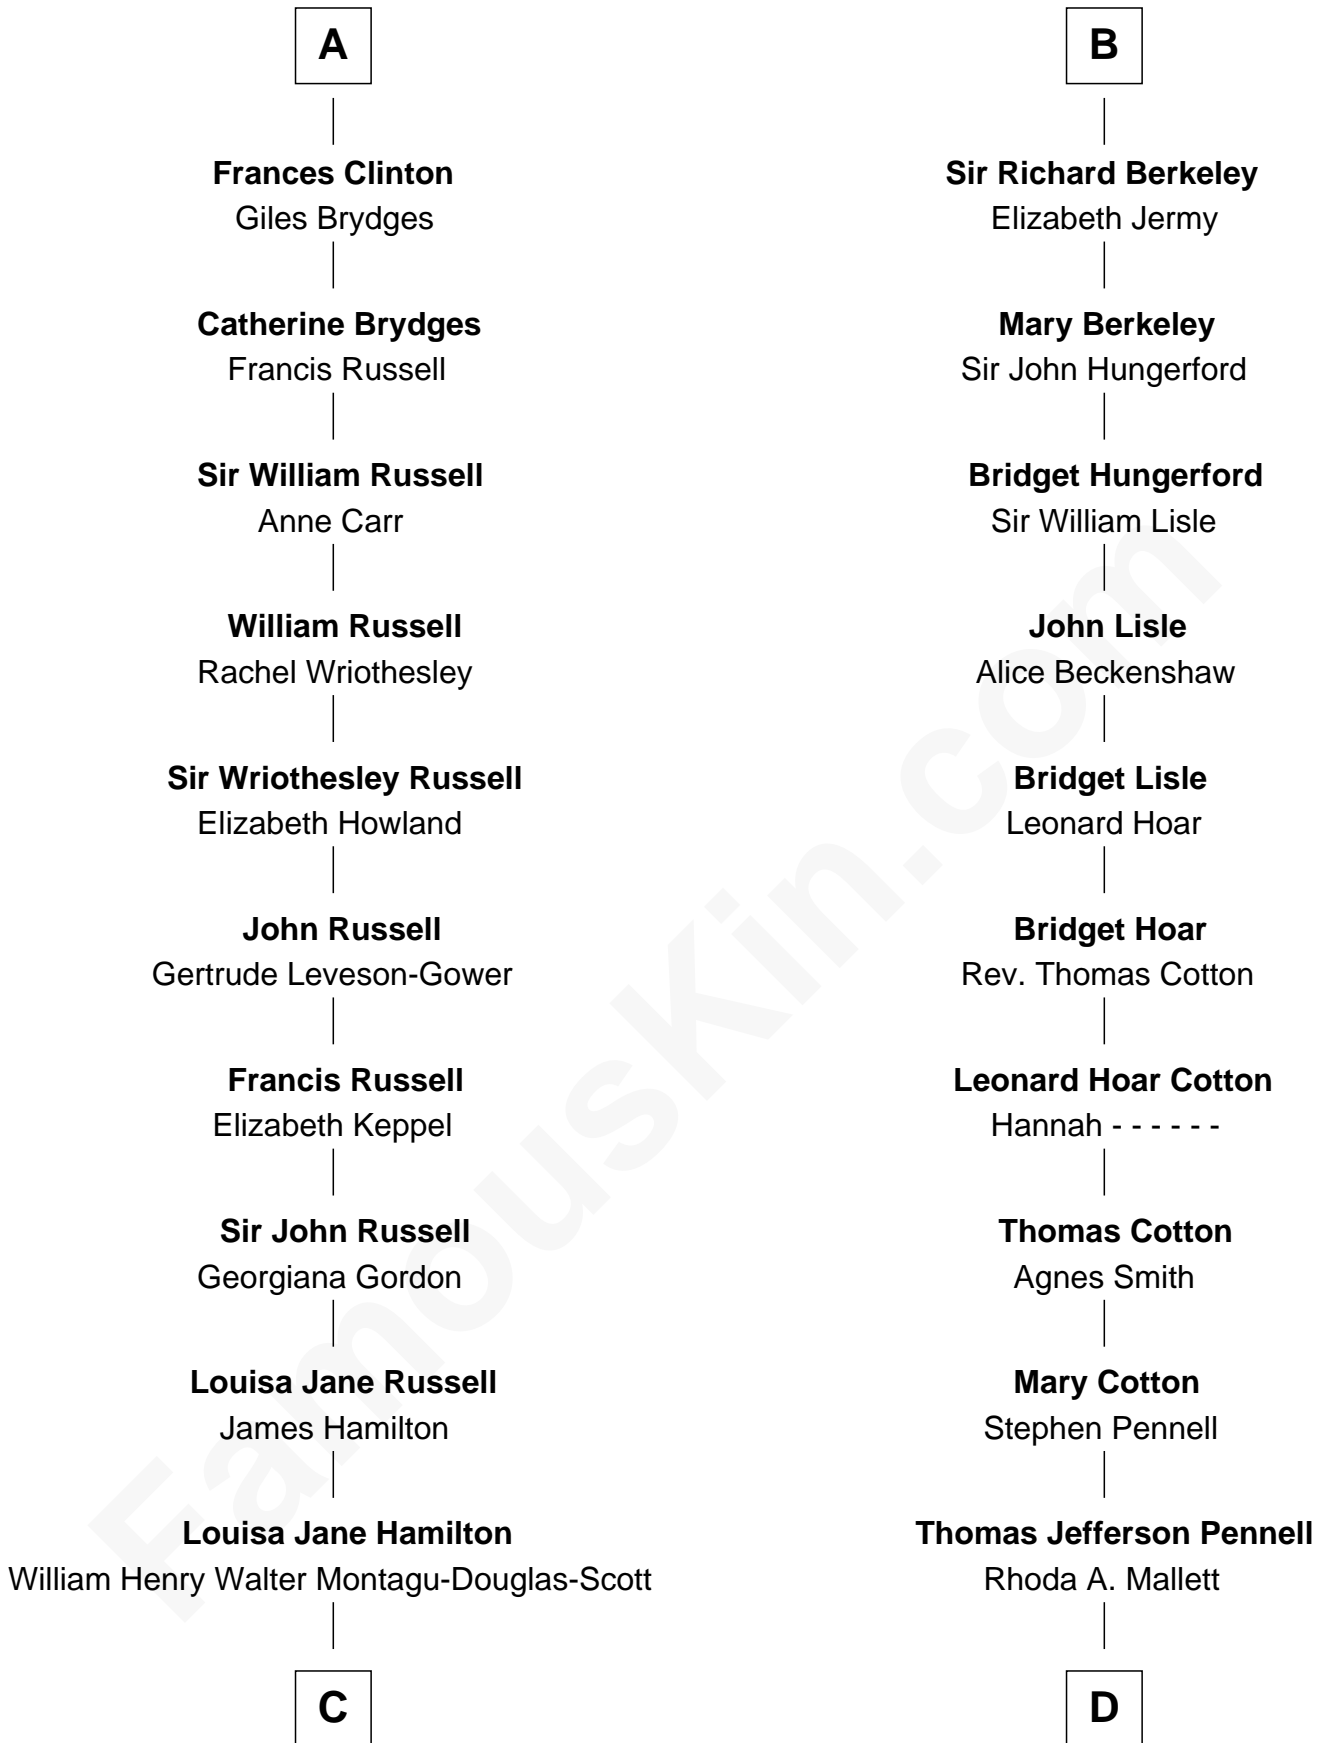 A
Frances Clinton
Giles Brydges
Catherine Brydges
Francis Russell
Sir William Russell
Anne Carr
William Russell
Rachel Wriothesley
Sir Wriothesley Russell
Elizabeth Howland
John Russell
Gertrude Leveson-Gower
Francis Russell
Elizabeth Keppel
Sir John Russell
Georgiana Gordon
Louisa Jane Russell
James Hamilton
Louisa Jane Hamilton
William Henry Walter Montagu-Douglas-Scott
C
B
Sir Richard Berkeley
Elizabeth Jermy
Mary Berkeley
Sir John Hungerford
Bridget Hungerford
Sir William Lisle
John Lisle
Alice Beckenshaw
Bridget Lisle
Leonard Hoar
Bridget Hoar
Rev. Thomas Cotton
Leonard Hoar Cotton
Hannah - - - - - -
Thomas Cotton
Agnes Smith
Mary Cotton
Stephen Pennell
Thomas Jefferson Pennell
Rhoda A. Mallett
D
FamousKin.com